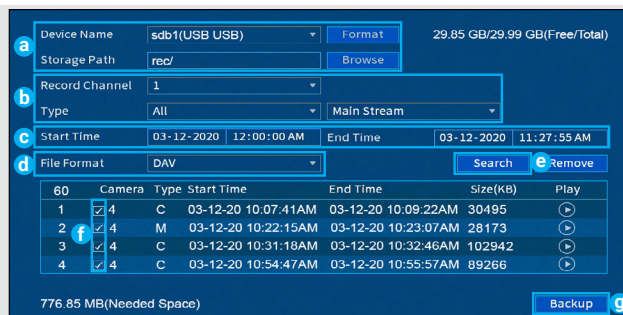 Device Name sdb1(USB USB) Format 29.85 GB/29.99 GB(Free/Total)
a
Storage Path rec/ Browse
Record Channel 1
b
Type All Main Stream
c Start Time 03-12-2020 12:00:00 AM End Time 03-12-2020 11:27:55 AM
d File Format DAV Search e Remove
60 Camera Type Start Time End Time Size(KB) Play
1 4 C 03-12-20 10:07:41AM 03-12-20 10:09:22AM 30495
2 4 M 03-12-20 10:22:15AM 03-12-20 10:23:07AM 28173
f
3 4 C 03-12-20 10:31:18AM 03-12-20 10:32:46AM 102942
4 4 C 03-12-20 10:54:47AM 03-12-20 10:55:57AM 89266
776.85 MB(Needed Space) Backup g